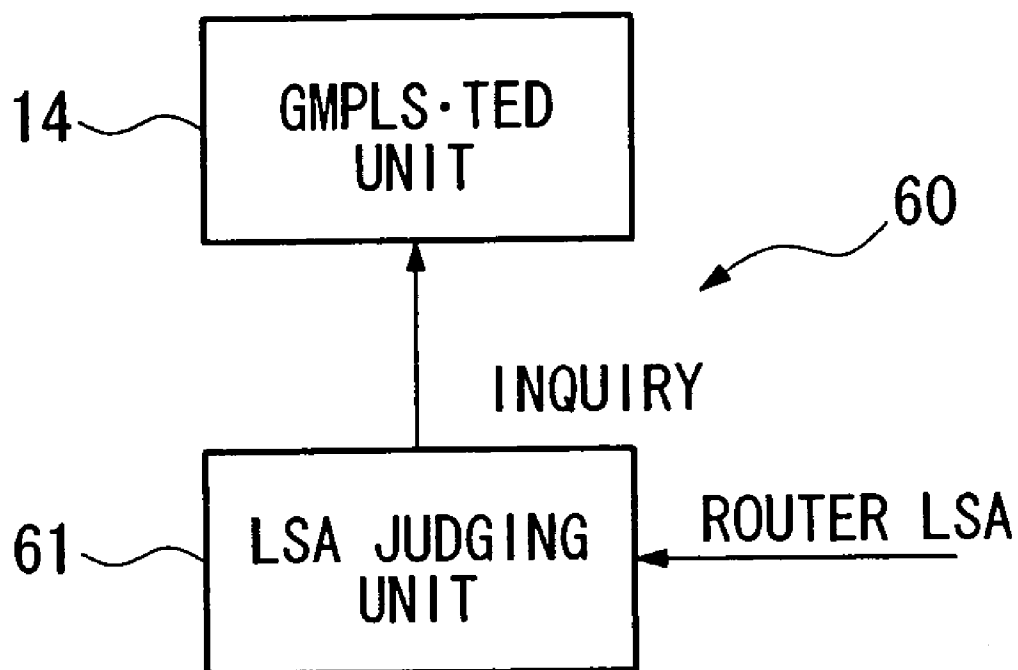 14
GMPLS·TED
UNIT
60
INQUIRY
61
LSA JUDGING
UNIT
ROUTER LSA